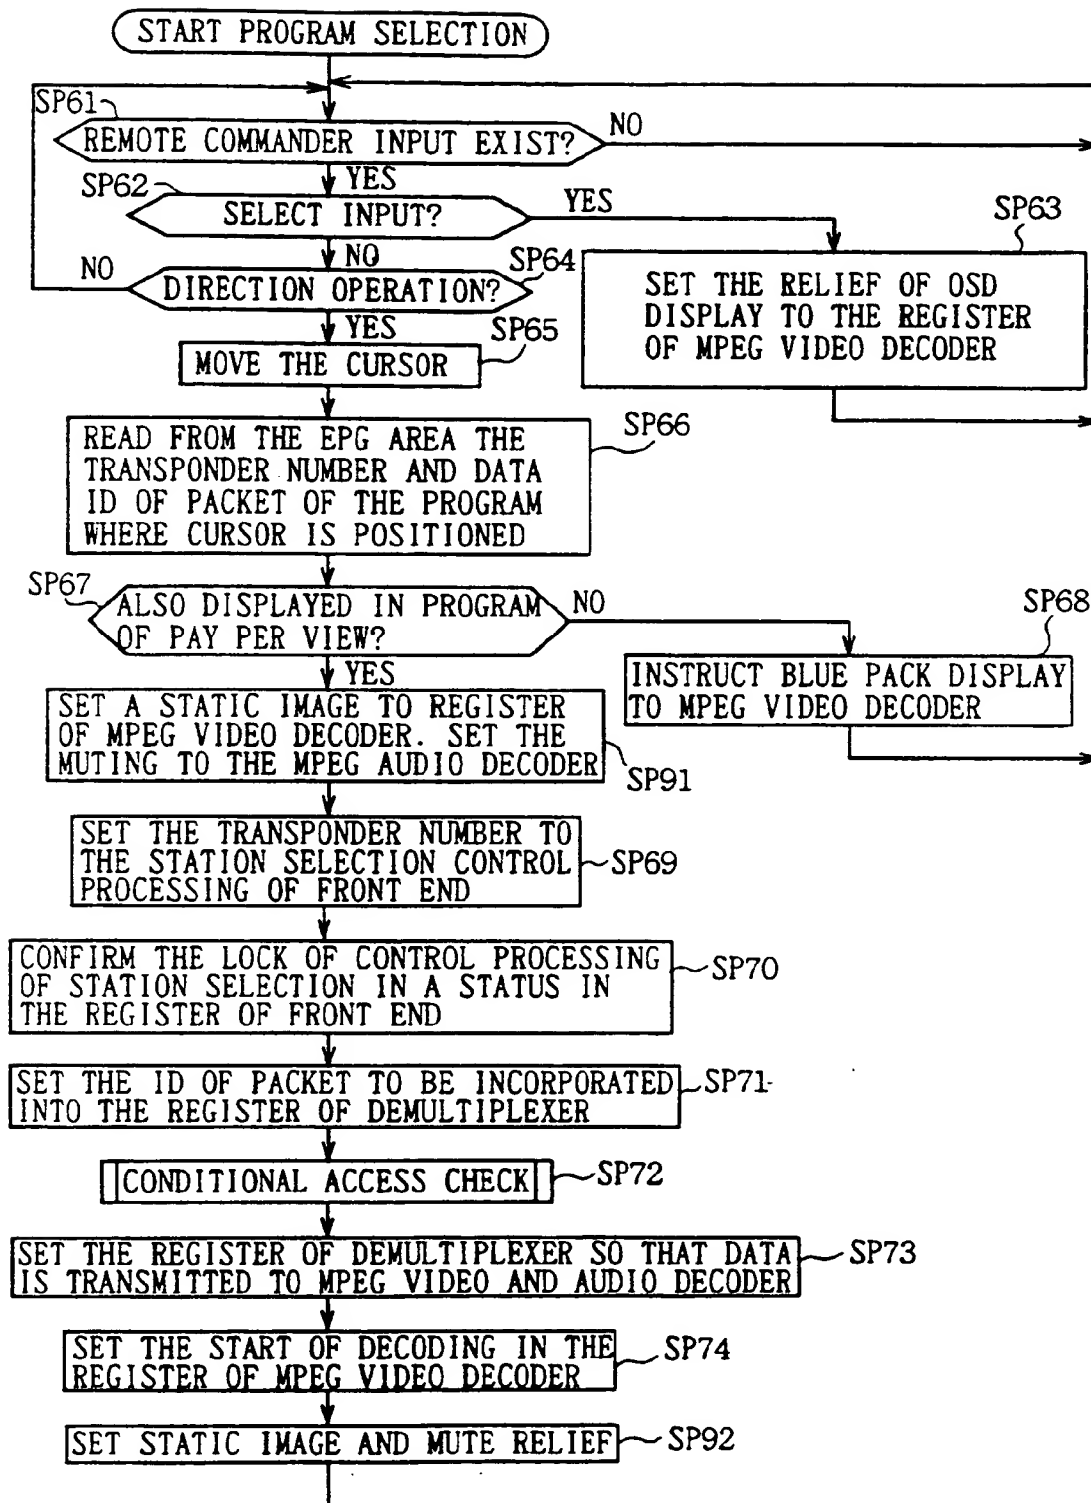 START PROGRAM SELECTION
SP61
REMOTE COMMANDER INPUT EXIST?
NO
YES
SP62
SELECT INPUT?
YES
SP63
SET THE RELIEF OF OSD
DISPLAY TO THE REGISTER
OF MPEG VIDEO DECODER
NO
SP64
NO
DIRECTION OPERATION?
YES
SP65
MOVE THE CURSOR
SP66
READ FROM THE EPG AREA THE
TRANSPONDER NUMBER AND DATA
ID OF PACKET OF THE PROGRAM
WHERE CURSOR IS POSITIONED
SP67
ALSO DISPLAYED IN PROGRAM
OF PAY PER VIEW?
NO
SP68
INSTRUCT BLUE PACK DISPLAY
TO MPEG VIDEO DECODER
YES
SET A STATIC IMAGE TO REGISTER
OF MPEG VIDEO DECODER. SET THE
MUTING TO THE MPEG AUDIO DECODER
SP91
SET THE TRANSPONDER NUMBER TO
THE STATION SELECTION CONTROL
PROCESSING OF FRONT END
SP69
CONFIRM THE LOCK OF CONTROL PROCESSING
OF STATION SELECTION IN A STATUS IN
THE REGISTER OF FRONT END
SP70
SET THE ID OF PACKET TO BE INCORPORATED
INTO THE REGISTER OF DEMULTIPLEXER
SP71
CONDITIONAL ACCESS CHECK
SP72
SET THE REGISTER OF DEMULTIPLEXER SO THAT DATA
IS TRANSMITTED TO MPEG VIDEO AND AUDIO DECODER
SP73
SET THE START OF DECODING IN THE
REGISTER OF MPEG VIDEO DECODER
SP74
SET STATIC IMAGE AND MUTE RELIEF
SP92